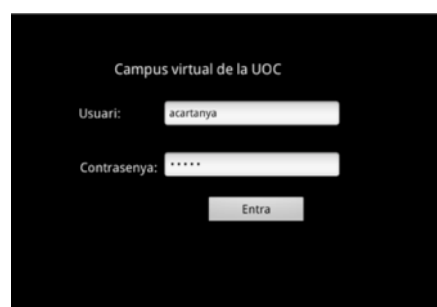 Campus virtual de la UOC
Usuari: acartanya
Contrasenya: •••••
Entra